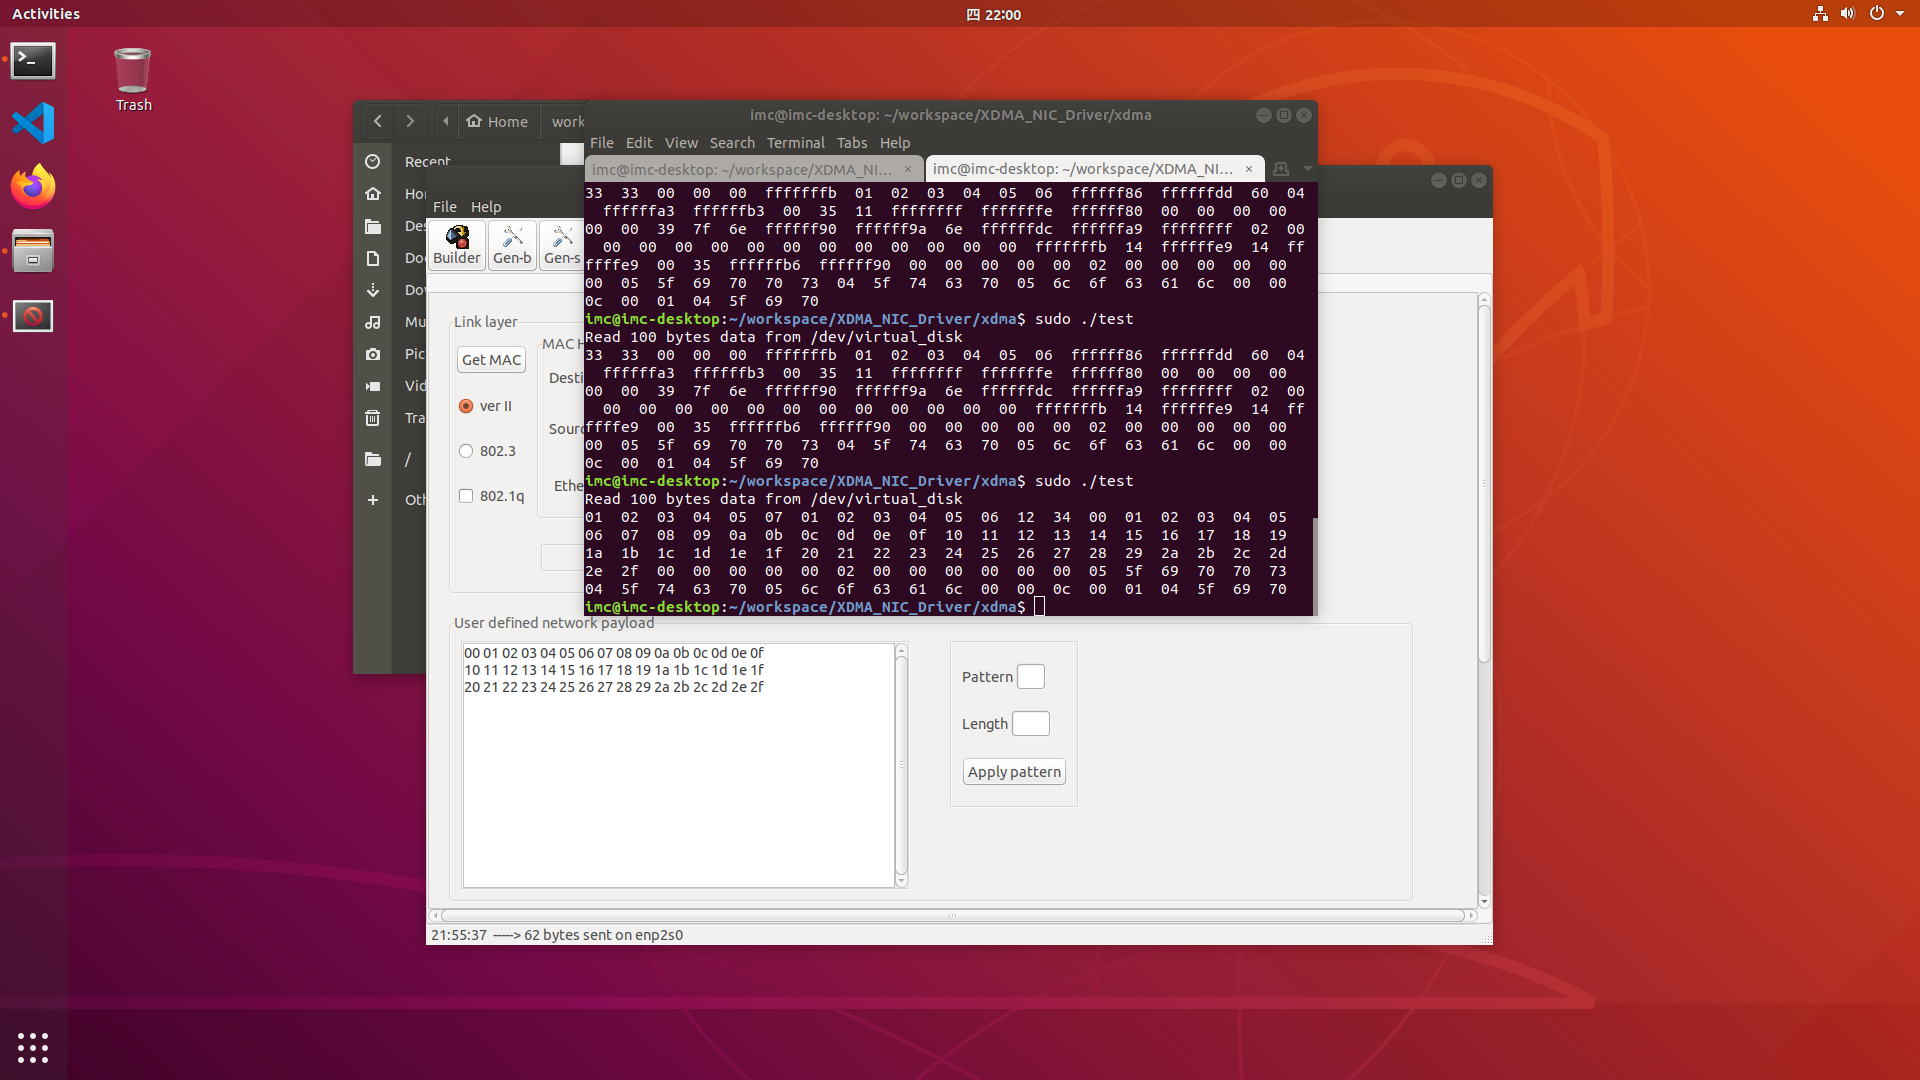 Activities
四 22:00
Trash
Home
work
imc@imc-desktop: ~/workspace/XDMA_NIC_Driver/xdma
File Edit View Search Terminal Tabs Help
imc@imc-desktop: ~/workspace/XDMA_NI... ×
imc@imc-desktop: ~/workspace/XDMA_NI... ×
33 33 00 00 00 fffffffb 01 02 03 04 05 06 ffffff86 ffffffdd 60 04
ffffffa3 ffffffb3 00 35 11 ffffffff fffffffe ffffff80 00 00 00 00
00 00 39 7f 6e ffffff90 ffffff9a 6e ffffffdc ffffffa9 ffffffff 02 00
00 00 00 00 00 00 00 00 00 00 00 00 fffffffb 14 ffffffe9 14 ff
ffffe9 00 35 ffffffb6 ffffff90 00 00 00 00 00 02 00 00 00 00 00
00 05 5f 69 70 70 73 04 5f 74 63 70 05 6c 6f 63 61 6c 00 00
0c 00 01 04 5f 69 70
imc@imc-desktop:~/workspace/XDMA_NIC_Driver/xdma$ sudo ./test
Read 100 bytes data from /dev/virtual_disk
33 33 00 00 00 fffffffb 01 02 03 04 05 06 ffffff86 ffffffdd 60 04
ffffffa3 ffffffb3 00 35 11 ffffffff fffffffe ffffff80 00 00 00 00
00 00 39 7f 6e ffffff90 ffffff9a 6e ffffffdc ffffffa9 ffffffff 02 00
00 00 00 00 00 00 00 00 00 00 00 00 fffffffb 14 ffffffe9 14 ff
ffffe9 00 35 ffffffb6 ffffff90 00 00 00 00 00 02 00 00 00 00 00
00 05 5f 69 70 70 73 04 5f 74 63 70 05 6c 6f 63 61 6c 00 00
0c 00 01 04 5f 69 70
imc@imc-desktop:~/workspace/XDMA_NIC_Driver/xdma$ sudo ./test
Read 100 bytes data from /dev/virtual_disk
01 02 03 04 05 07 01 02 03 04 05 06 12 34 00 01 02 03 04 05
06 07 08 09 0a 0b 0c 0d 0e 0f 10 11 12 13 14 15 16 17 18 19
1a 1b 1c 1d 1e 1f 20 21 22 23 24 25 26 27 28 29 2a 2b 2c 2d
2e 2f 00 00 00 00 00 02 00 00 00 00 00 00 05 5f 69 70 70 73
04 5f 74 63 70 05 6c 6f 63 61 6c 00 00 0c 00 01 04 5f 69 70
imc@imc-desktop:~/workspace/XDMA_NIC_Driver/xdma$
Recent
Hor
Des
Doc
Dov
Mu
Pic
Vid
Tra
/
+ Oth
File Help
Builder Gen-b Gen-s
Link layer
Get MAC
MAC H
Desti
ver II
Sourc
802.3
Ethe
802.1q
User defined network payload
00 01 02 03 04 05 06 07 08 09 0a 0b 0c 0d 0e 0f
10 11 12 13 14 15 16 17 18 19 1a 1b 1c 1d 1e 1f
20 21 22 23 24 25 26 27 28 29 2a 2b 2c 2d 2e 2f
Pattern
Length
Apply pattern
21:55:37 -----> 62 bytes sent on enp2s0